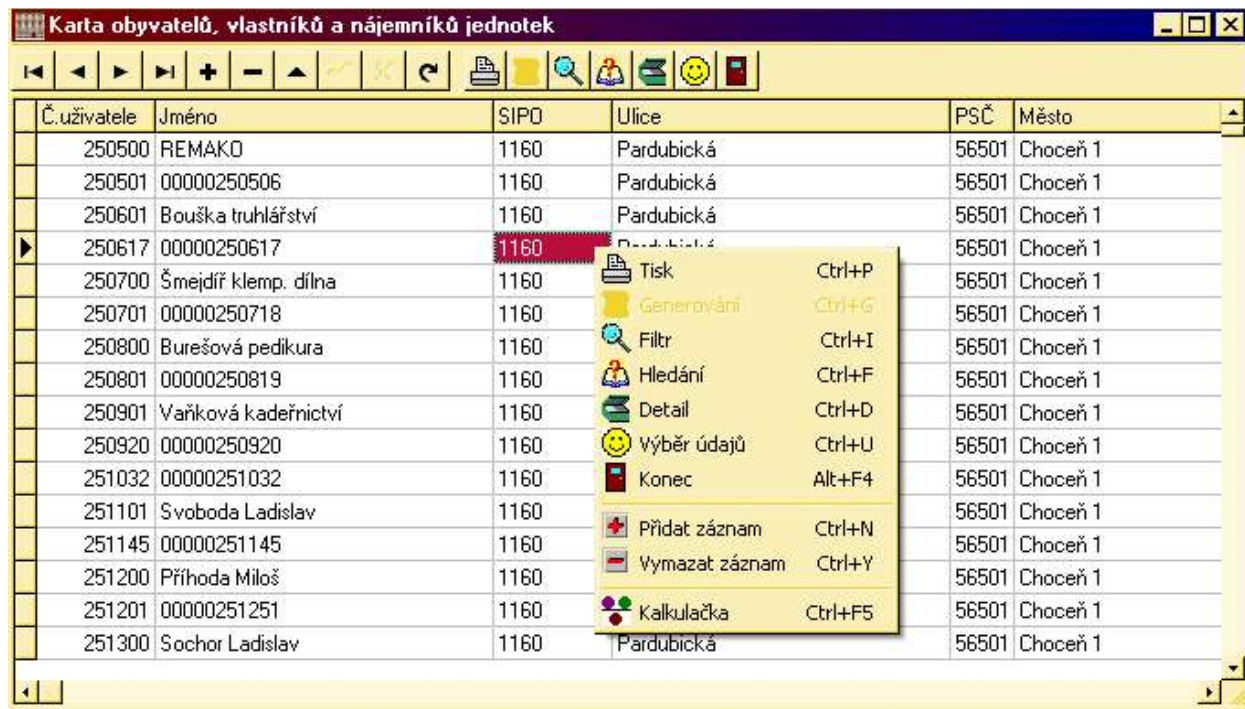 Karta obyvatelů, vlastníků a nájemníků jednotek
Č.uživatele Jméno SIPO Ulice PSČ Město
250500 REMAKO 1160 Pardubická 56501 Choceň 1
250501 00000250506 1160 Pardubická 56501 Choceň 1
250601 Bouška truhlářství 1160 Pardubická 56501 Choceň 1
250617 00000250617 1160 56501 Choceň 1
250700 Šmejdíř klemp. dílna 1160 56501 Choceň 1
250701 00000250718 1160 56501 Choceň 1
250800 Burešová pedikura 1160 56501 Choceň 1
250801 00000250819 1160 56501 Choceň 1
250901 Vaňková kadeřnictví 1160 56501 Choceň 1
250920 00000250920 1160 56501 Choceň 1
251032 00000251032 1160 56501 Choceň 1
251101 Svoboda Ladislav 1160 56501 Choceň 1
251145 00000251145 1160 56501 Choceň 1
251200 Příhoda Miloš 1160 56501 Choceň 1
251201 00000251251 1160 56501 Choceň 1
251300 Sochor Ladislav 1160 Pardubická 56501 Choceň 1
Tisk Ctrl+P
Generování Ctrl+G
Filtr Ctrl+I
Hledání Ctrl+F
Detail Ctrl+D
Výběr údajů Ctrl+U
Konec Alt+F4
Přidat záznam Ctrl+N
Vymazat záznam Ctrl+Y
Kalkulačka Ctrl+F5